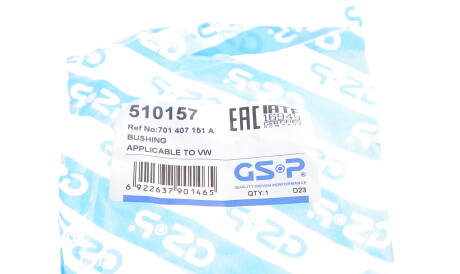 510157
Ref No:701 407 151 A
BUSHING
APPLICABLE TO VW
6 922637 901465
EAC IATF
16949
GSP
QUALITY DRIVEN PERFORMANCE
QTY:1 D23